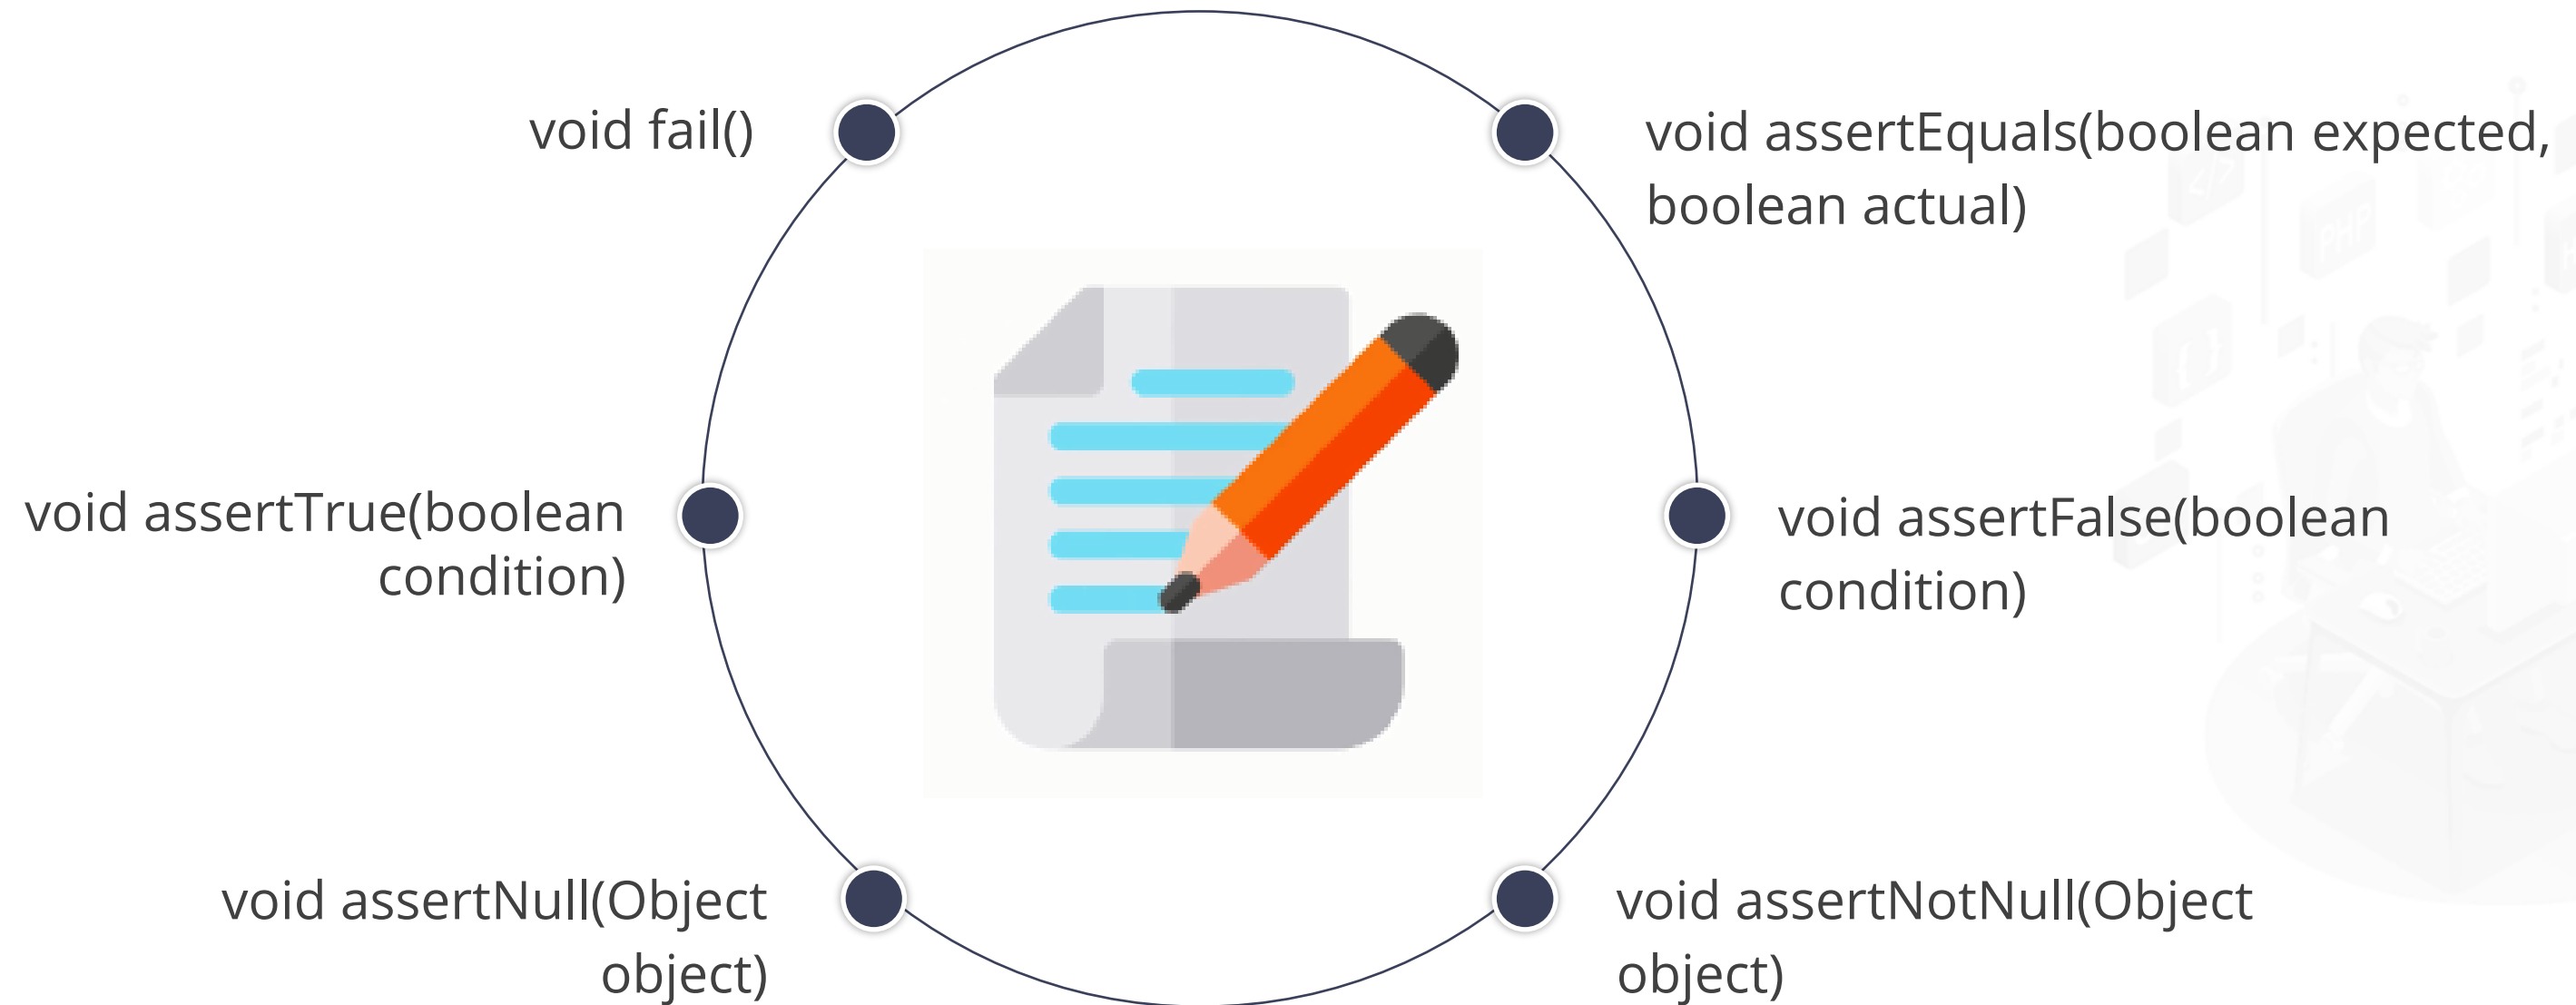 void fail()
void assertEquals(boolean expected,
boolean actual)
void assertTrue(boolean
condition)
void assertFalse(boolean
condition)
void assertNull(Object
object)
void assertNotNull(Object
object)